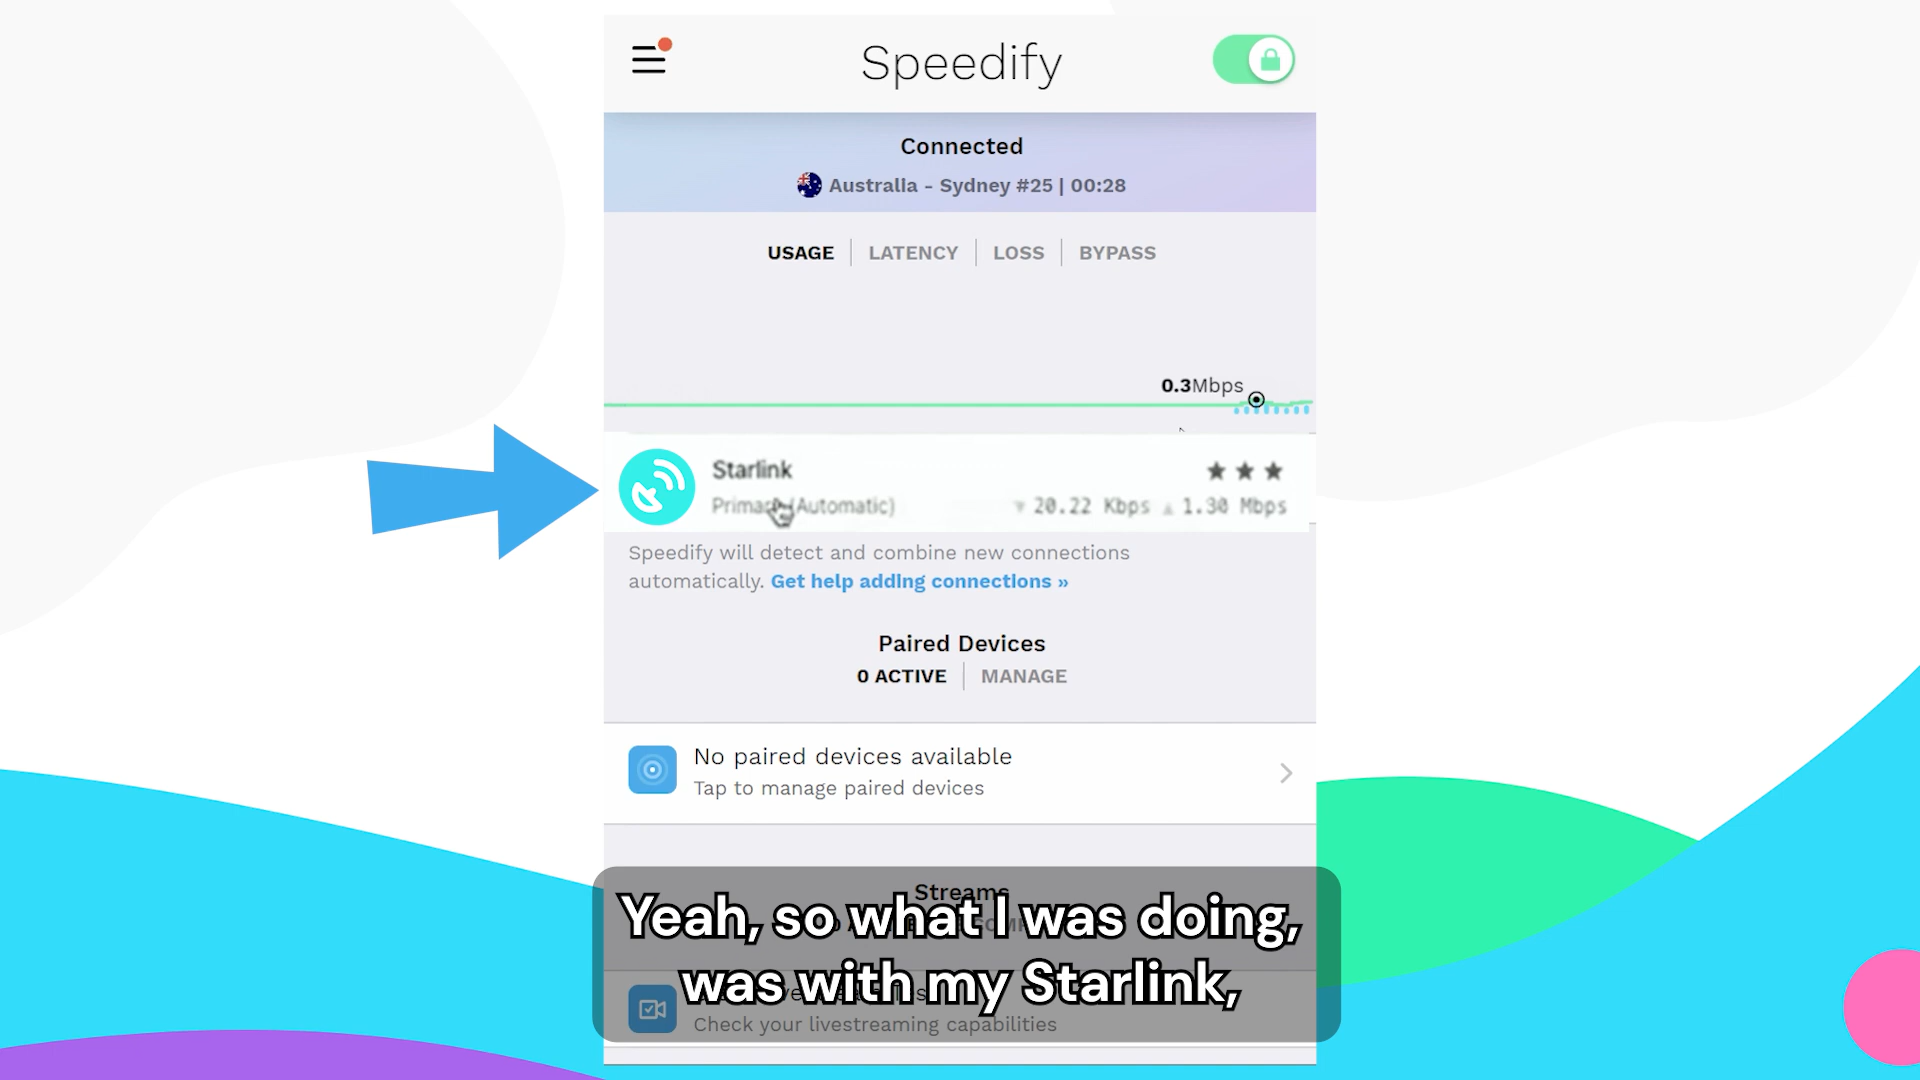 Speedify
Connected
Australia - Sydney #25 | 00:28
USAGE | LATENCY | LOSS | BYPASS
0.3Mbps
Starlink ★ ★ ★
Primary (Automatic) ▼ 20.22 Kbps ▲ 1.30 Mbps
Speedify will detect and combine new connections
automatically. Get help adding connections »
Paired Devices
0 ACTIVE | MANAGE
No paired devices available
Tap to manage paired devices
Streams
Yeah, so what I was doing,
was with my Starlink,
Check your livestreaming capabilities